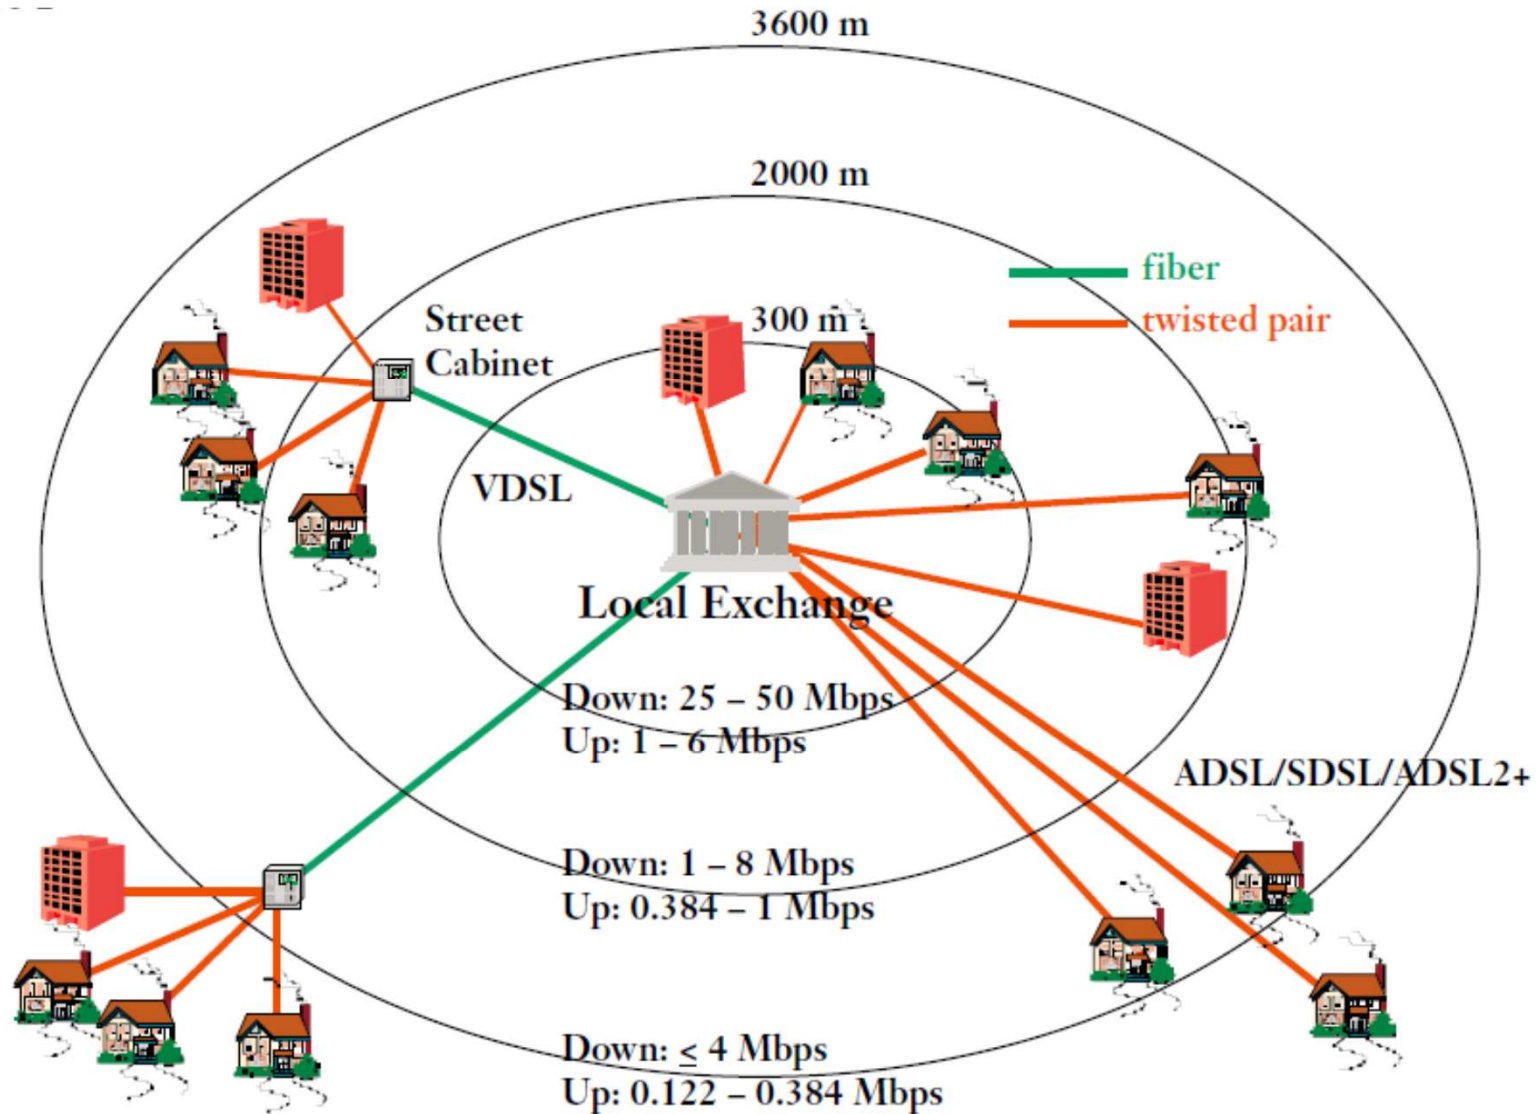 3600 m
2000 m
fiber
twisted pair
300 m
Street
Cabinet
VDSL
Local Exchange
Down: 25 – 50 Mbps
Up: 1 – 6 Mbps
ADSL/SDSL/ADSL2+
Down: 1 – 8 Mbps
Up: 0.384 – 1 Mbps
Down: ≤ 4 Mbps
Up: 0.122 – 0.384 Mbps